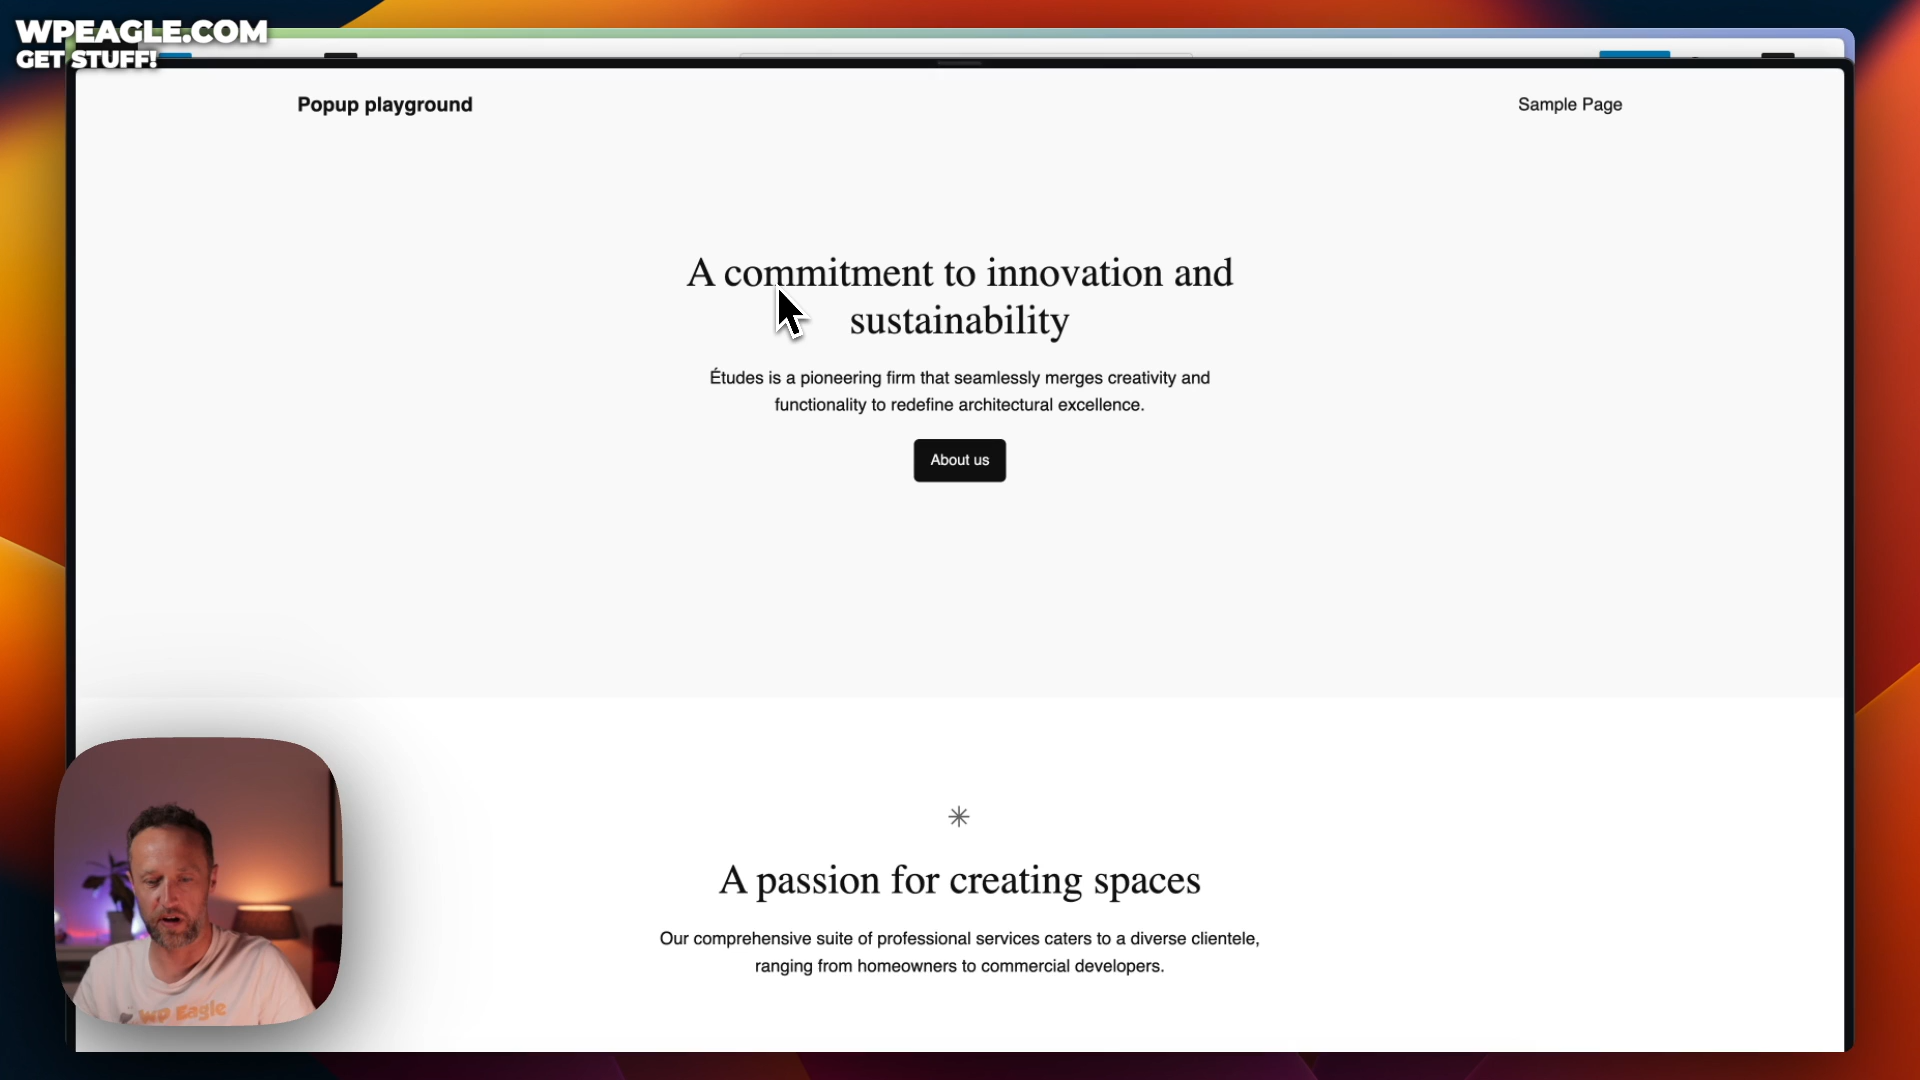 WPEAGLE.COM
GET STUFF!
Popup playground
Sample Page
A commitment to innovation and
sustainability
Études is a pioneering firm that seamlessly merges creativity and
functionality to redefine architectural excellence.
About us
A passion for creating spaces
Our comprehensive suite of professional services caters to a diverse clientele,
ranging from homeowners to commercial developers.
WP Eagle